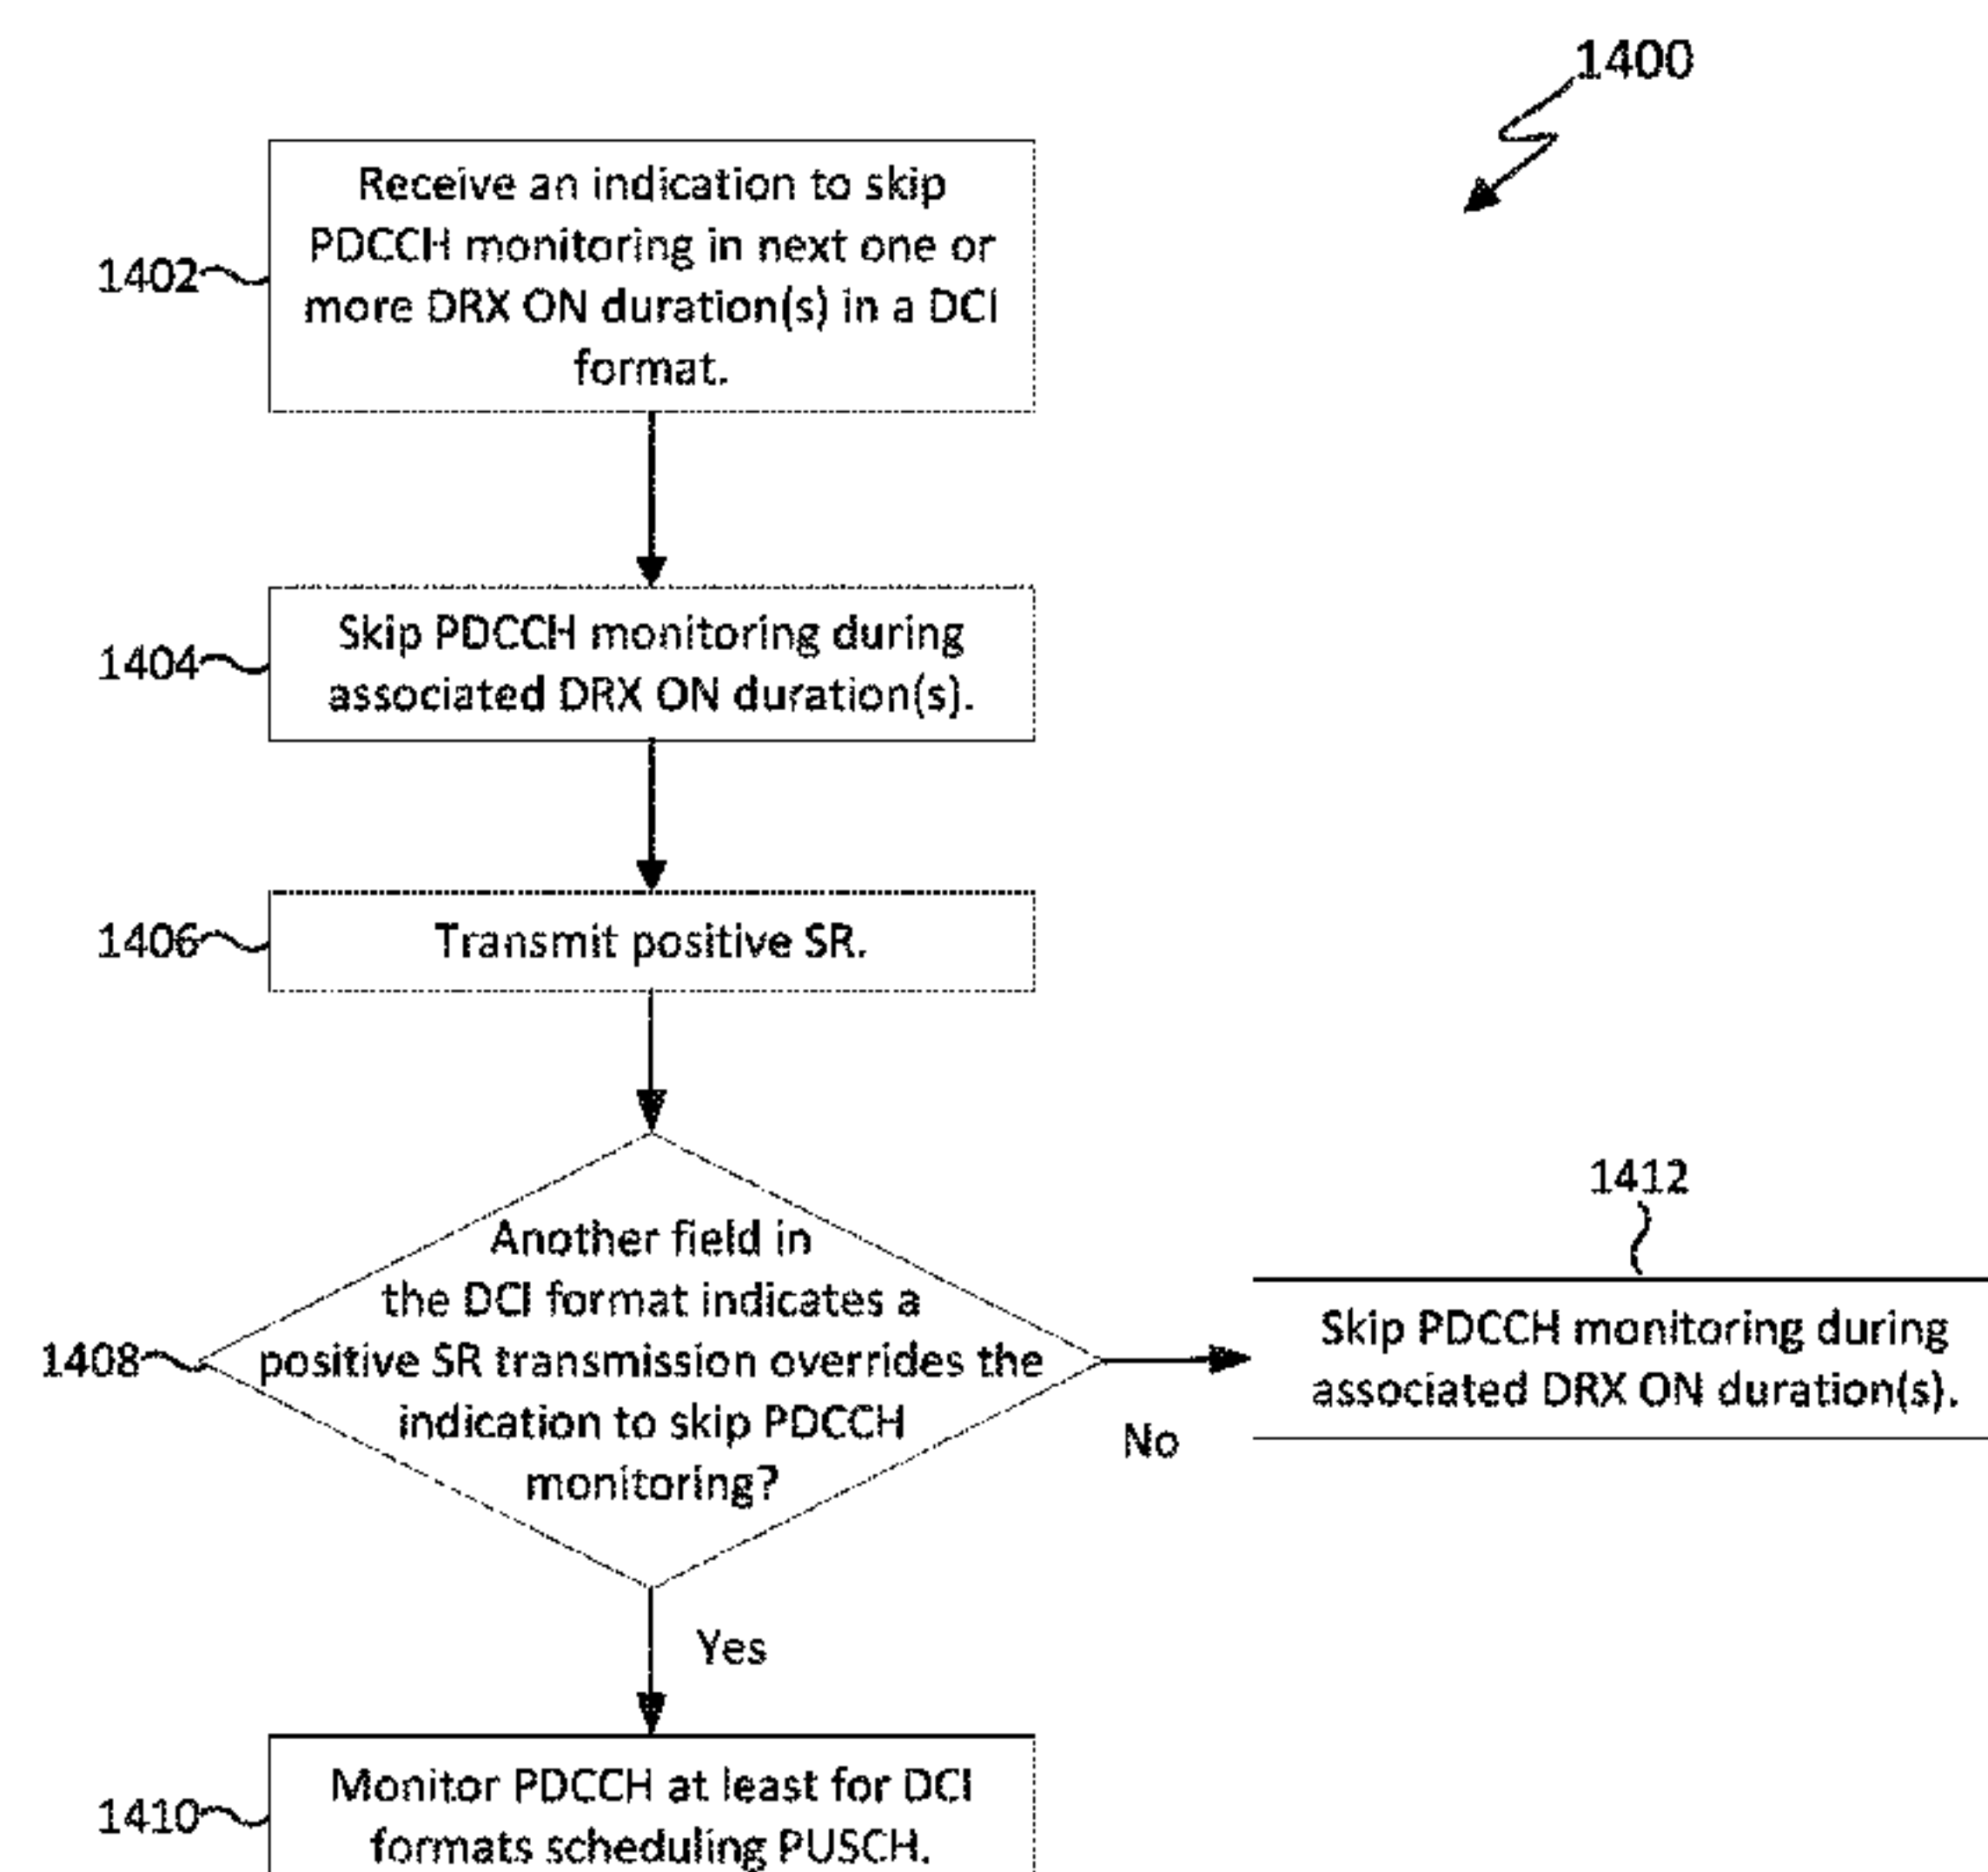 1400
Receive an indication to skip
PDCCH monitoring in next one or
more DRX ON duration(s) in a DCI
format.
1402
Skip PDCCH monitoring during
associated DRX ON duration(s).
1404
Transmit positive SR.
1406
Another field in
the DCI format indicates a
positive SR transmission overrides the
indication to skip PDCCH
monitoring?
1408
No
1412
Skip PDCCH monitoring during
associated DRX ON duration(s).
Yes
Monitor PDCCH at least for DCI
formats scheduling PUSCH.
1410